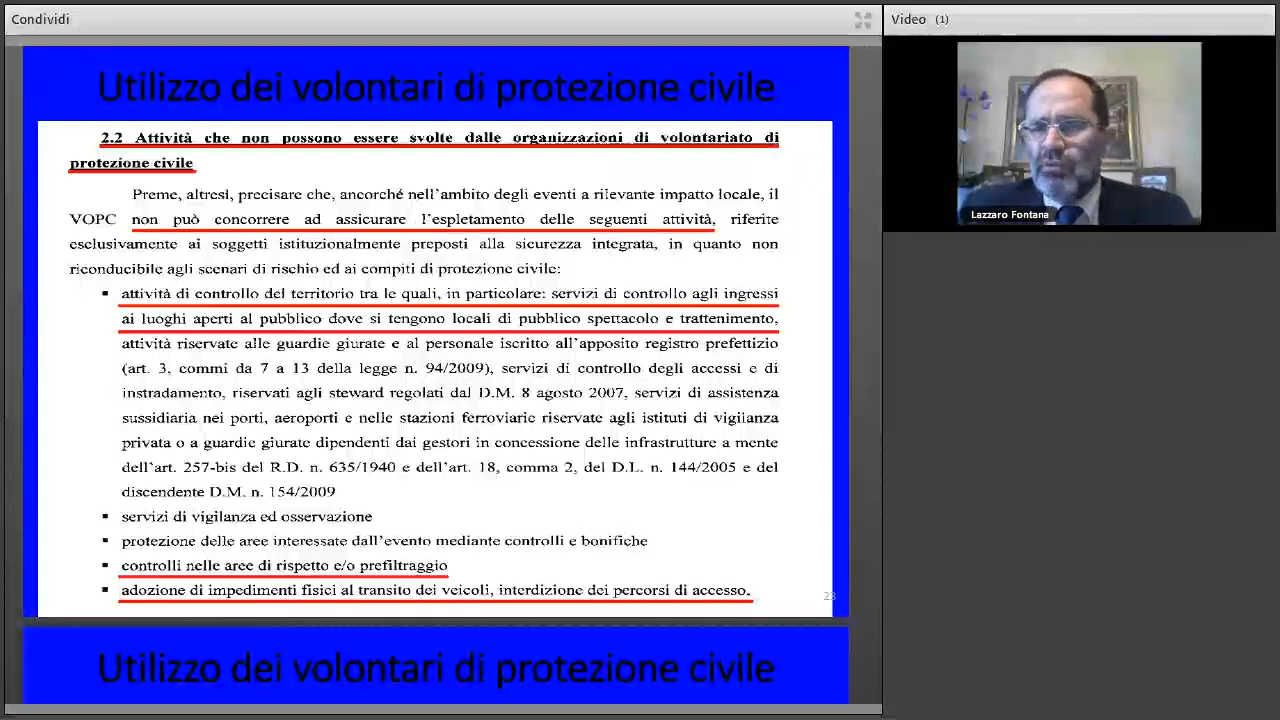 Condividi
Video (1)
Utilizzo dei volontari di protezione civile
2.2 Attività che non possono essere svolte dalle organizzazioni di volontariato di
protezione civile
Preme, altresì, precisare che, ancorché nell'ambito degli eventi a rilevante impatto locale, il
VOPC non può concorrere ad assicurare l'espletamento delle seguenti attività, riferite
esclusivamente ai soggetti istituzionalmente preposti alla sicurezza integrata, in quanto non
riconducibile agli scenari di rischio ed ai compiti di protezione civile:
▪ attività di controllo del territorio tra le quali, in particolare: servizi di controllo agli ingressi
ai luoghi aperti al pubblico dove si tengono locali di pubblico spettacolo e trattenimento,
attività riservate alle guardie giurate e al personale iscritto all'apposito registro prefettizio
(art. 3, commi da 7 a 13 della legge n. 94/2009), servizi di controllo degli accessi e di
instradamento, riservati agli steward regolati dal D.M. 8 agosto 2007, servizi di assistenza
sussidiaria nei porti, aeroporti e nelle stazioni ferroviarie riservate agli istituti di vigilanza
privata o a guardie giurate dipendenti dai gestori in concessione delle infrastrutture a mente
dell'art. 257-bis del R.D. n. 635/1940 e dell'art. 18, comma 2, del D.L. n. 144/2005 e del
discendente D.M. n. 154/2009
▪ servizi di vigilanza ed osservazione
▪ protezione delle aree interessate dall'evento mediante controlli e bonifiche
▪ controlli nelle aree di rispetto e/o prefiltraggio
▪ adozione di impedimenti fisici al transito dei veicoli, interdizione dei percorsi di accesso.
Utilizzo dei volontari di protezione civile
Lazzaro Fontana